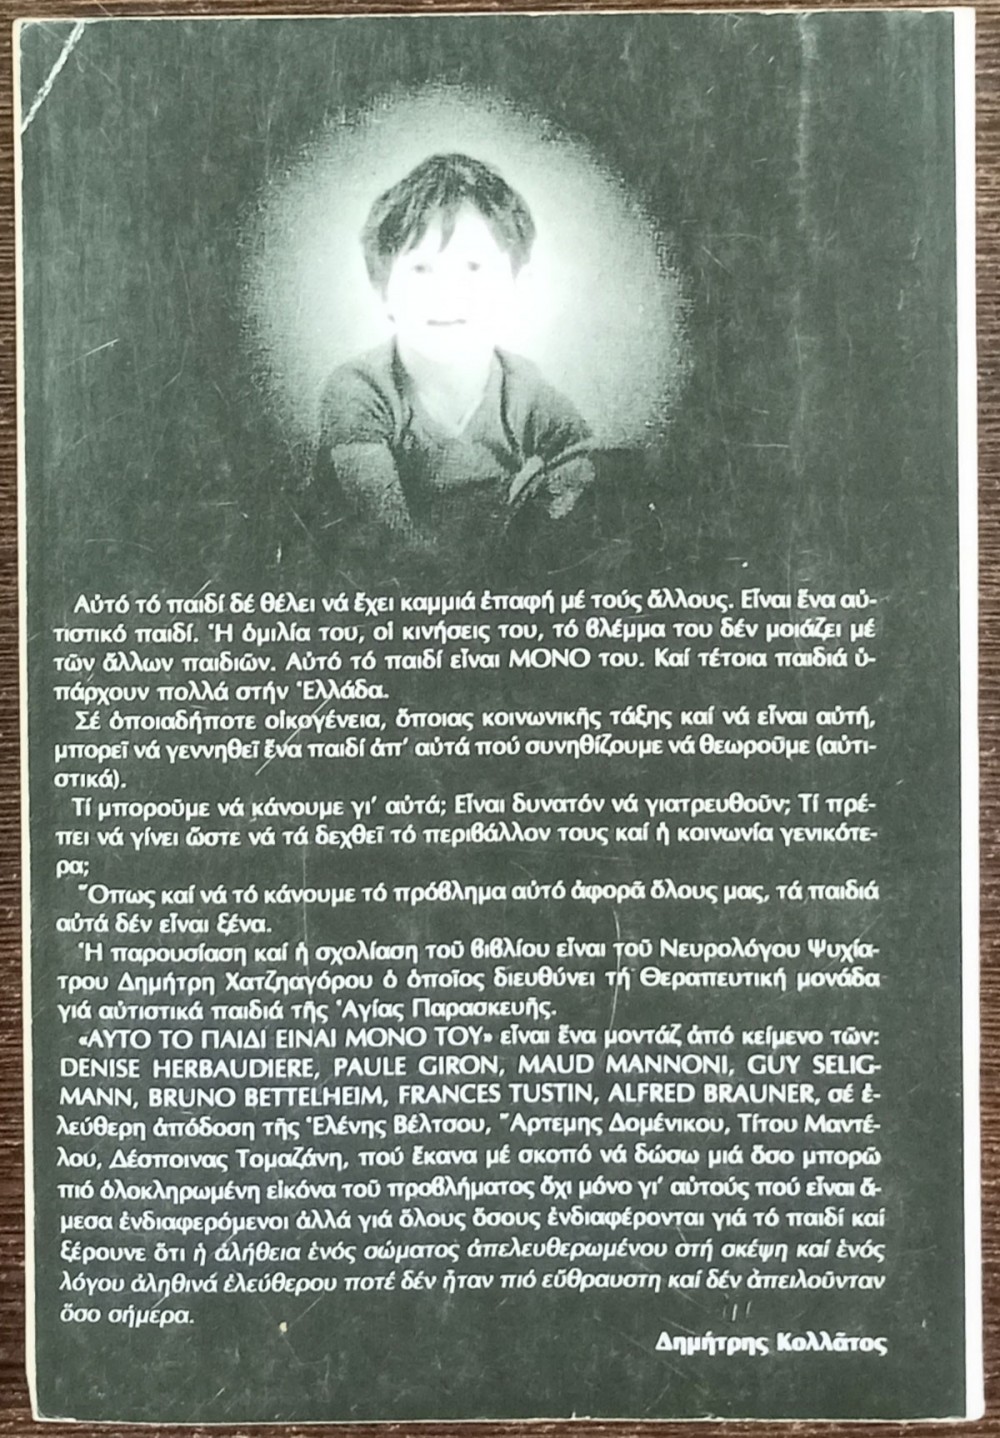 Αὐτό τό παιδί δέ θέλει νά ἔχει καμμιά ἐπαφή μέ τούς ἄλλους. Εἶναι ἕνα αὐ-
τιστικό παιδί. Ἡ ὁμιλία του, οἱ κινήσεις του, τό βλέμμα του δέν μοιάζει μέ
τῶν ἄλλων παιδιῶν. Αὐτό τό παιδί εἶναι ΜΟΝΟ του. Καί τέτοια παιδιά ὑ-
πάρχουν πολλά στήν Ἑλλάδα.
Σέ ὁποιαδήποτε οἰκογένεια, ὅποιας κοινωνικῆς τάξης καί νά εἶναι αὐτή,
μπορεῖ νά γεννηθεῖ ἕνα παιδί ἀπ' αὐτά πού συνηθίζουμε νά θεωροῦμε (αὐτι-
στικά).
Τί μποροῦμε νά κάνουμε γι' αὐτά; Εἶναι δυνατόν νά γιατρευθοῦν; Τί πρέ-
πει νά γίνει ὥστε νά τά δεχθεῖ τό περιβάλλον τους καί ἡ κοινωνία γενικότε-
ρα;
Ὅπως καί νά τό κάνουμε τό πρόβλημα αὐτό ἀφορᾶ ὅλους μας, τά παιδιά
αὐτά δέν εἶναι ξένα.
Ἡ παρουσίαση καί ἡ σχολίαση τοῦ βιβλίου εἶναι τοῦ Νευρολόγου Ψυχία-
τρου Δημήτρη Χατζηαγόρου ὁ ὁποῖος διευθύνει τή Θεραπευτική μονάδα
γιά αὐτιστικά παιδιά τῆς Ἁγίας Παρασκευῆς.
«ΑΥΤΟ ΤΟ ΠΑΙΔΙ ΕΙΝΑΙ ΜΟΝΟ ΤΟΥ» εἶναι ἕνα μοντάζ ἀπό κείμενο τῶν:
DENISE HERBAUDIERE, PAULE GIRON, MAUD MANNONI, GUY SELIG-
MANN, BRUNO BETTELHEIM, FRANCES TUSTIN, ALFRED BRAUNER, σέ ἐ-
λεύθερη ἀπόδοση τῆς Ἑλένης Βέλτσου, Ἄρτεμης Δομένικου, Τίτου Μαντέ-
λου, Δέσποινας Τομαζάνη, πού ἔκανα μέ σκοπό νά δώσω μιά ὅσο μπορῶ
πιό ὁλοκληρωμένη εἰκόνα τοῦ προβλήματος ὄχι μόνο γι' αὐτούς πού εἶναι ἄ-
μεσα ἐνδιαφερόμενοι ἀλλά γιά ὅλους ὅσους ἐνδιαφέρονται γιά τό παιδί καί
ξέρουνε ὅτι ἡ ἀλήθεια ἑνός σώματος ἀπελευθερωμένου στή σκέψη καί ἑνός
λόγου ἀληθινά ἐλεύθερου ποτέ δέν ἦταν πιό εὔθραυστη καί δέν ἀπειλοῦνταν
ὅσο σήμερα.
Δημήτρης Κολλᾶτος